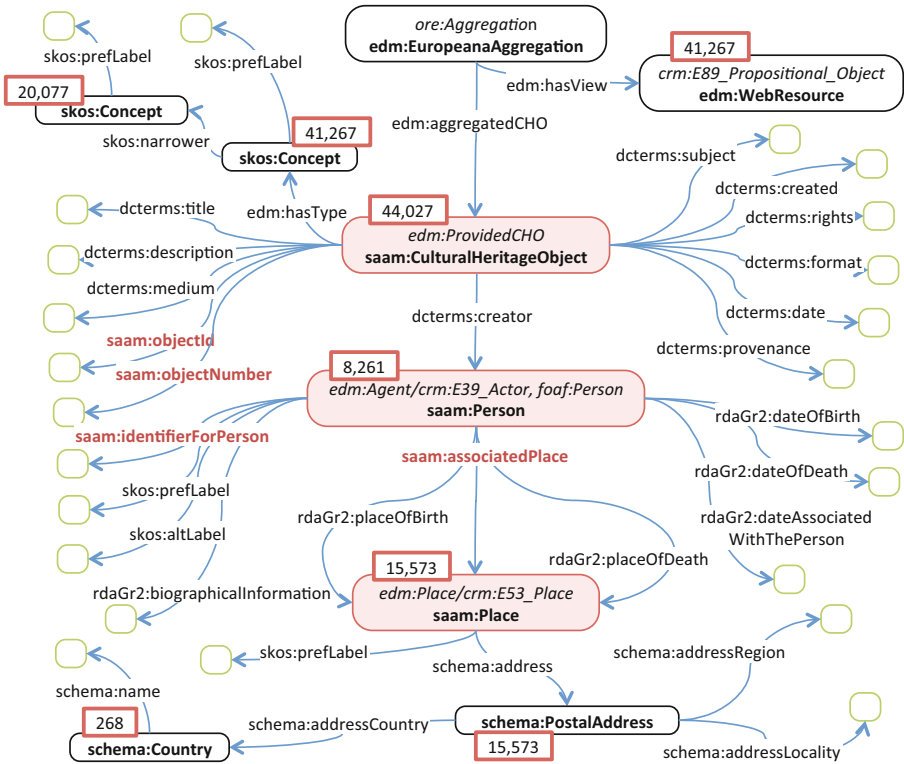 ore:Aggregation
edm:EuropeanaAggregation
skos:prefLabel
skos:prefLabel
41,267
crm:E89_Propositional_Object
edm:WebResource
edm:hasView
20,077
skos:Concept
edm:aggregatedCHO
skos:narrower
41,267
skos:Concept
dcterms:subject
dcterms:created
dcterms:title
edm:hasType
44,027
edm:ProvidedCHO
saam:CulturalHeritageObject
dcterms:rights
dcterms:description
dcterms:format
dcterms:medium
dcterms:creator
dcterms:date
saam:objectId
dcterms:provenance
saam:objectNumber
8,261
edm:Agent/crm:E39_Actor, foaf:Person
saam:Person
rdaGr2:dateOfBirth
saam:identifierForPerson
saam:associatedPlace
rdaGr2:dateOfDeath
skos:prefLabel
rdaGr2:placeOfBirth
rdaGr2:dateAssociated
WithThePerson
skos:altLabel
rdaGr2:placeOfDeath
15,573
edm:Place/crm:E53_Place
saam:Place
rdaGr2:biographicalInformation
skos:prefLabel
schema:address
schema:addressRegion
schema:name
268
schema:Country
schema:addressCountry
schema:PostalAddress
15,573
schema:addressLocality